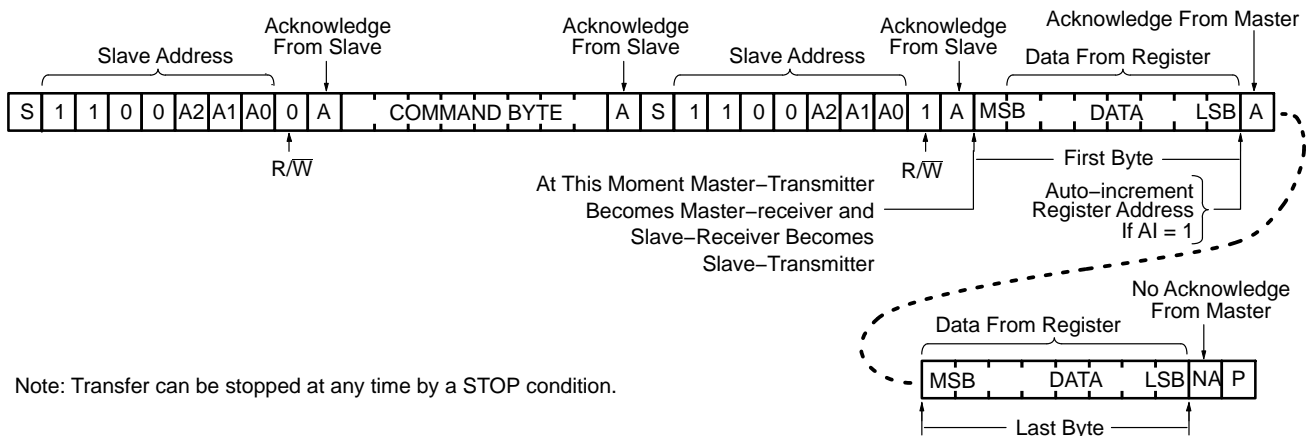 Slave Address
Acknowledge
From Slave
Acknowledge
From Slave
Slave Address
Acknowledge
From Slave
Acknowledge From Master
Data From Register
S 1 1 0 0 A2 A1 A0 0 A COMMAND BYTE A S 1 1 0 0 A2 A1 A0 1 A MSB DATA LSB A
R/W̅
R/W̅
First Byte
At This Moment Master−Transmitter
Becomes Master−receiver and
Slave−Receiver Becomes
Slave−Transmitter
Auto−increment
Register Address
If AI = 1
No Acknowledge
From Master
Data From Register
MSB DATA LSB NA P
Last Byte
Note: Transfer can be stopped at any time by a STOP condition.